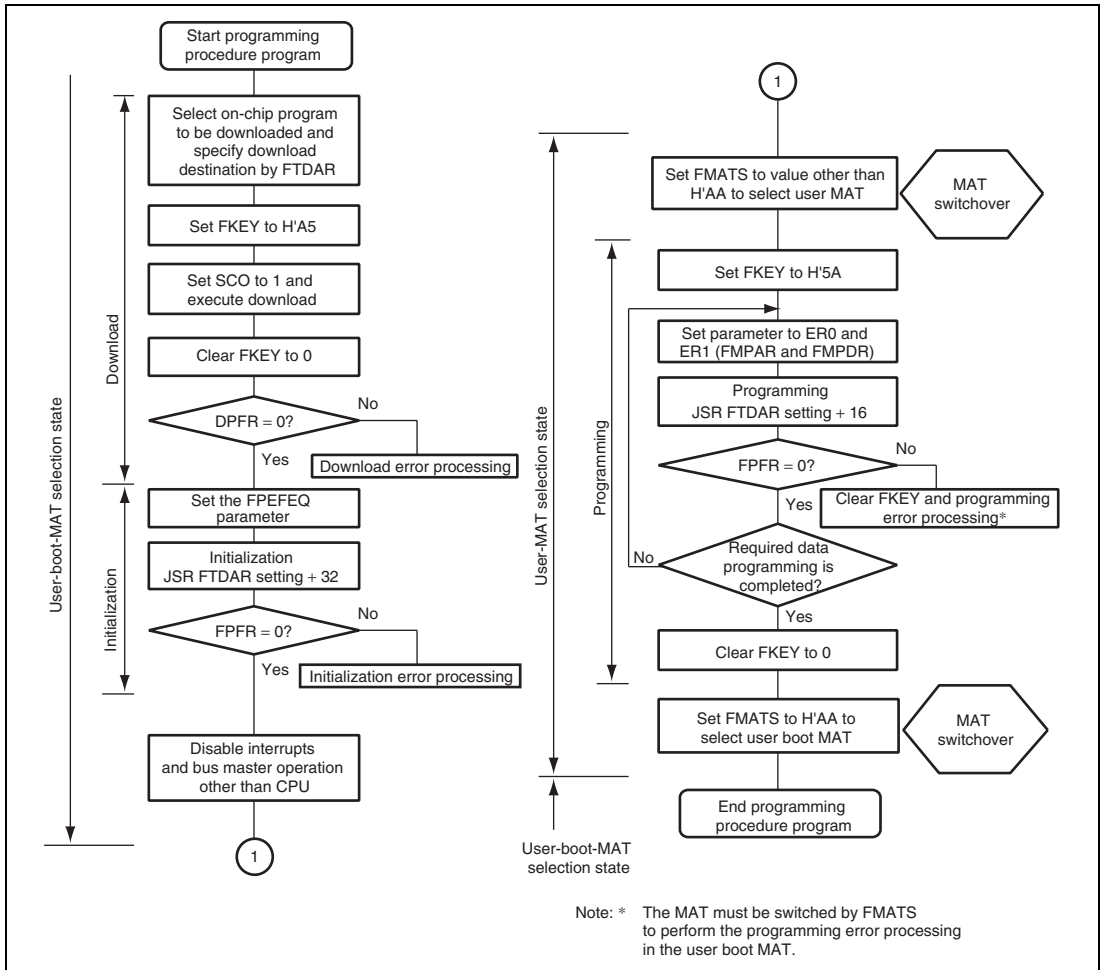 Start programming
procedure program
Select on-chip program
to be downloaded and
specify download
destination by FTDAR
Set FKEY to H'A5
Set SCO to 1 and
execute download
Clear FKEY to 0
DPFR = 0?
No
Yes
Download error processing
Set the FPEFEQ
parameter
Initialization
JSR FTDAR setting + 32
FPFR = 0?
No
Yes
Initialization error processing
Disable interrupts
and bus master operation
other than CPU
1
Download
Initialization
User-boot-MAT selection state
1
Set FMATS to value other than
H'AA to select user MAT
MAT
switchover
Set FKEY to H'5A
Set parameter to ER0 and
ER1 (FMPAR and FMPDR)
Programming
JSR FTDAR setting + 16
FPFR = 0?
No
Yes
Clear FKEY and programming
error processing*
Required data
programming is
completed?
No
Yes
Clear FKEY to 0
Set FMATS to H'AA to
select user boot MAT
MAT
switchover
End programming
procedure program
Programming
User-MAT selection state
User-boot-MAT
selection state
Note: * The MAT must be switched by FMATS
to perform the programming error processing
in the user boot MAT.